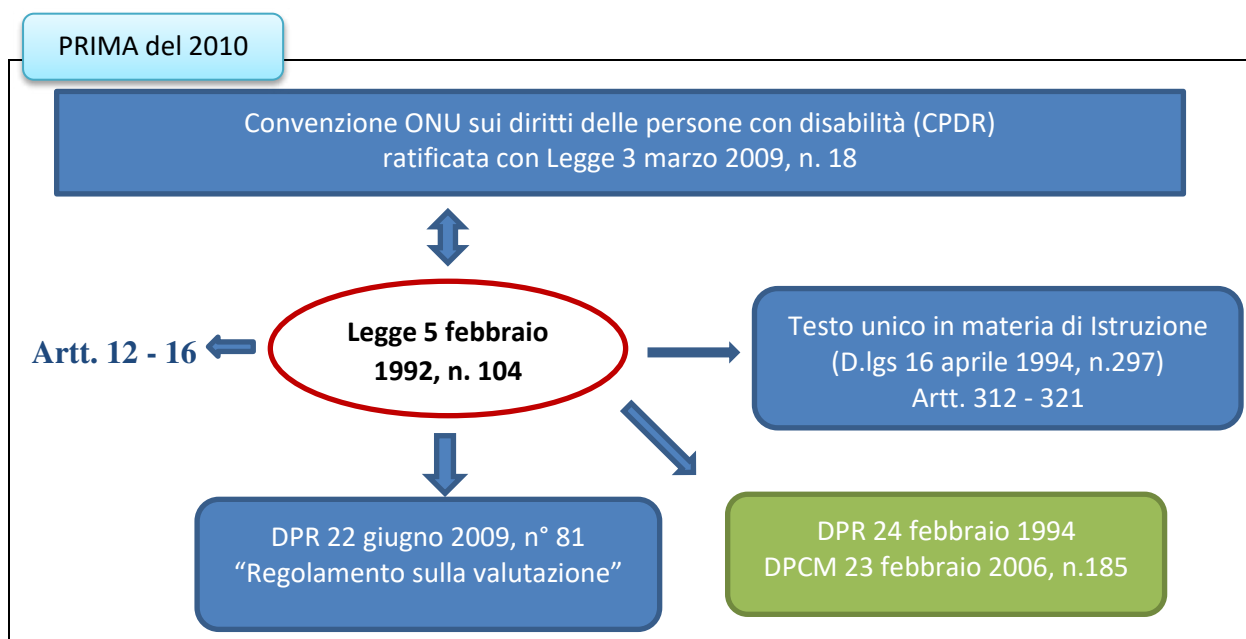 PRIMA del 2010
Convenzione ONU sui diritti delle persone con disabilità (CPDR)
ratificata con Legge 3 marzo 2009, n. 18
Artt. 12 - 16
Legge 5 febbraio
1992, n. 104
Testo unico in materia di Istruzione
(D.lgs 16 aprile 1994, n.297)
Artt. 312 - 321
DPR 22 giugno 2009, n° 81
“Regolamento sulla valutazione”
DPR 24 febbraio 1994
DPCM 23 febbraio 2006, n.185